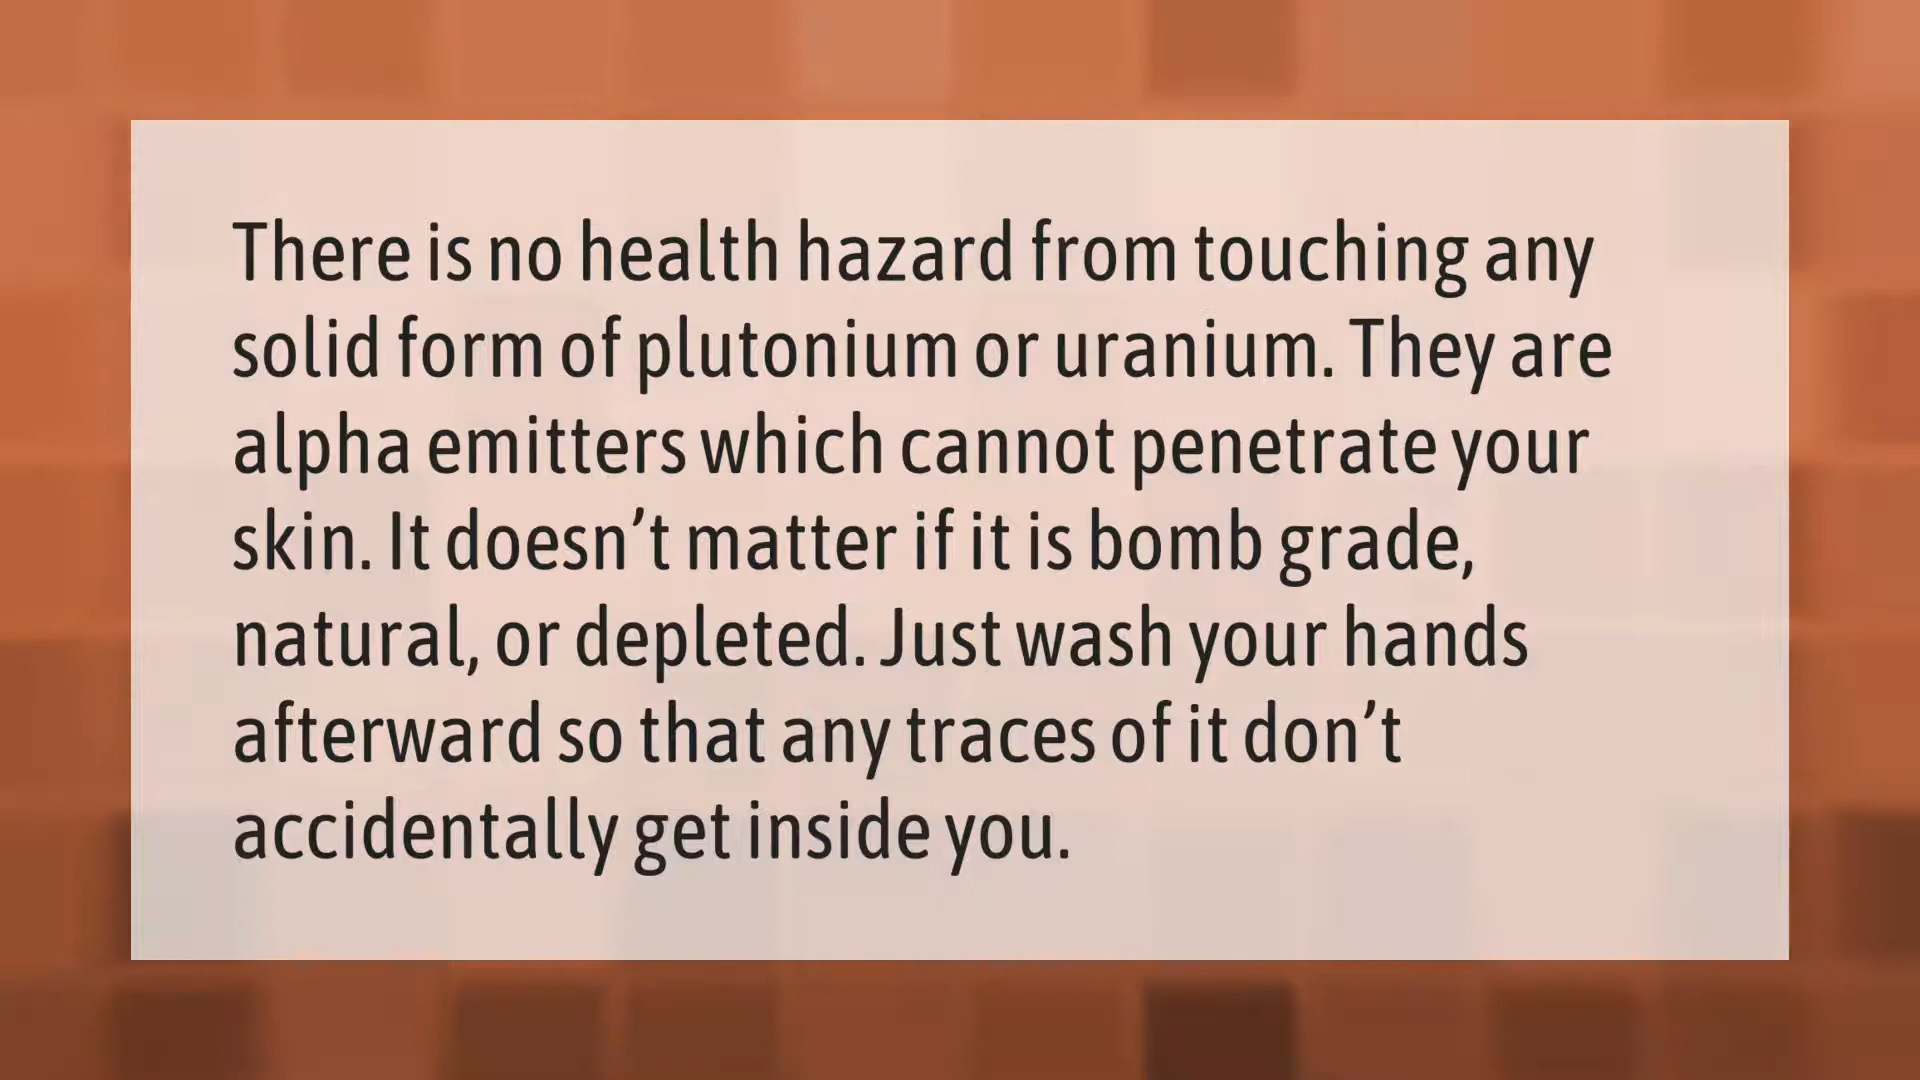 There is no health hazard from touching any
solid form of plutonium or uranium. They are
alpha emitters which cannot penetrate your
skin. It doesn’t matter if it is bomb grade,
natural, or depleted. Just wash your hands
afterward so that any traces of it don’t
accidentally get inside you.